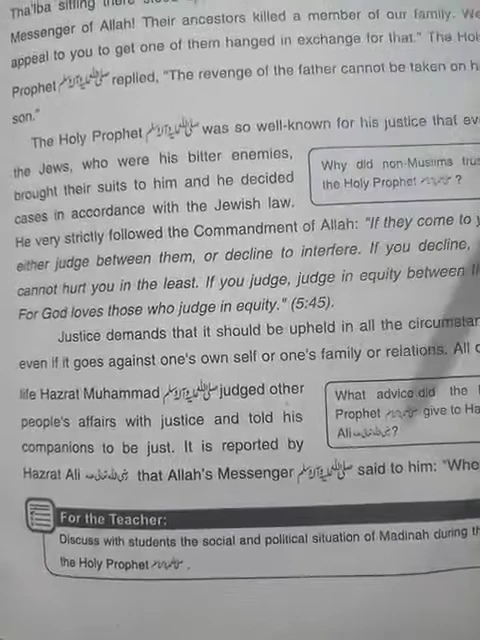 Tha'lba sitting there
Messenger of Allah! Their ancestors killed a member of our family. We
appeal to you to get one of them hanged in exchange for that." The Hol
Prophet ﷺ replied, "The revenge of the father cannot be taken on h
son."
The Holy Prophet ﷺ was so well-known for his justice that ev
the Jews, who were his bitter enemies,
brought their suits to him and he decided
cases in accordance with the Jewish law.
Why did non-Muslims trus
the Holy Prophet ﷺ ?
He very strictly followed the Commandment of Allah: "If they come to y
either judge between them, or decline to interfere. If you decline,
cannot hurt you in the least. If you judge, judge in equity between th
For God loves those who judge in equity." (5:45).
Justice demands that it should be upheld in all the circumstan
even if it goes against one's own self or one's family or relations. All
life Hazrat Muhammad ﷺ judged other
people's affairs with justice and told his
companions to be just. It is reported by
What advice did the
Prophet ﷺ give to Ha
Ali رضی اللہ تعالیٰ عنہ?
Hazrat Ali رضی اللہ تعالیٰ عنہ that Allah's Messenger ﷺ said to him: "Whe
For the Teacher:
Discuss with students the social and political situation of Madinah during th
the Holy Prophet ﷺ .